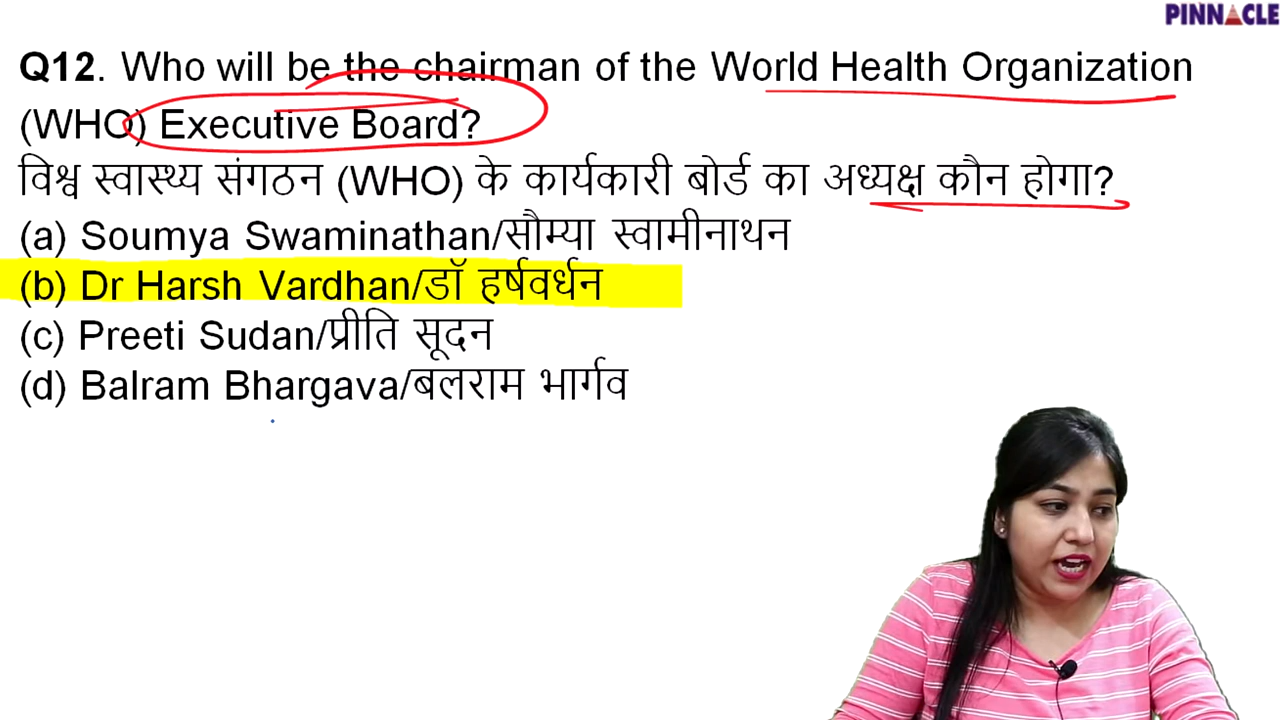 PINNACLE
Q12. Who will be the chairman of the World Health Organization
(WHO) Executive Board?
विश्व स्वास्थ्य संगठन (WHO) के कार्यकारी बोर्ड का अध्यक्ष कौन होगा?
(a) Soumya Swaminathan/सौम्या स्वामीनाथन
(b) Dr Harsh Vardhan/डॉ हर्षवर्धन
(c) Preeti Sudan/प्रीति सूदन
(d) Balram Bhargava/बलराम भार्गव